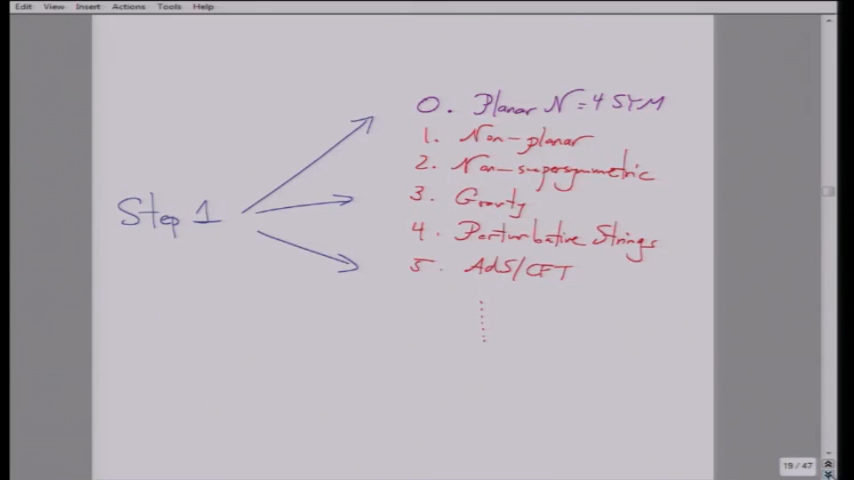 Edit View Insert Actions Tools Help
0. Planar N=4 SYM
1. Non-planar
2. Non-supersymmetric
3. Gravity
Step 1
4. Perturbative Strings
5. AdS/CFT
19 / 47